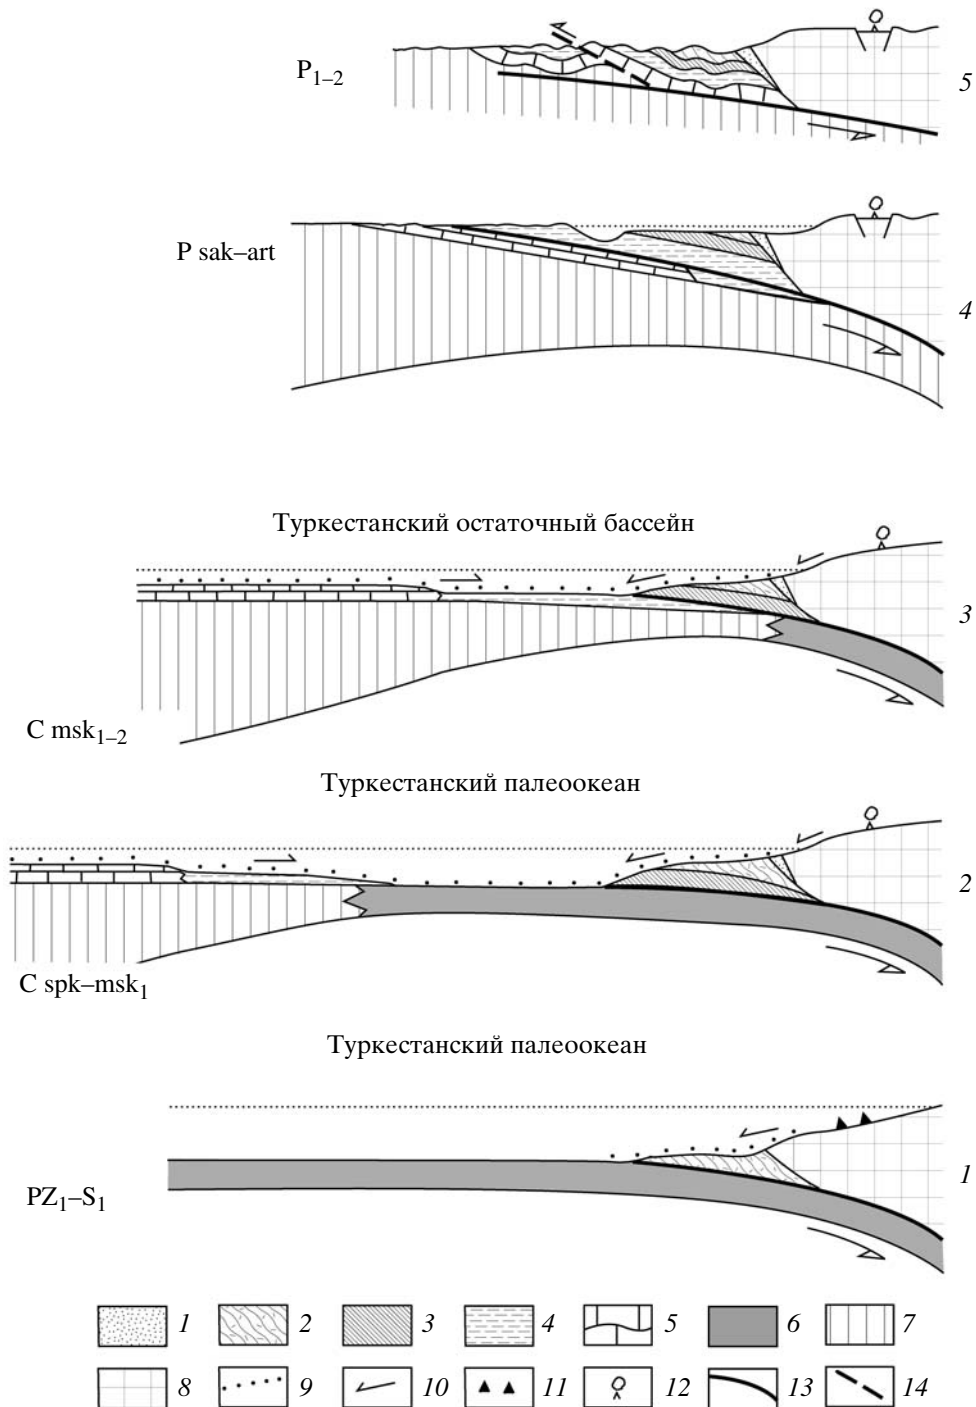 P1–2
5
P sak–art
4
Туркестанский остаточный бассейн
3
C msk1–2
Туркестанский палеоокеан
2
C spk–msk1
Туркестанский палеоокеан
1
PZ1–S1
1 2 3 4 5 6 7
8 9 10 11 12 13 14